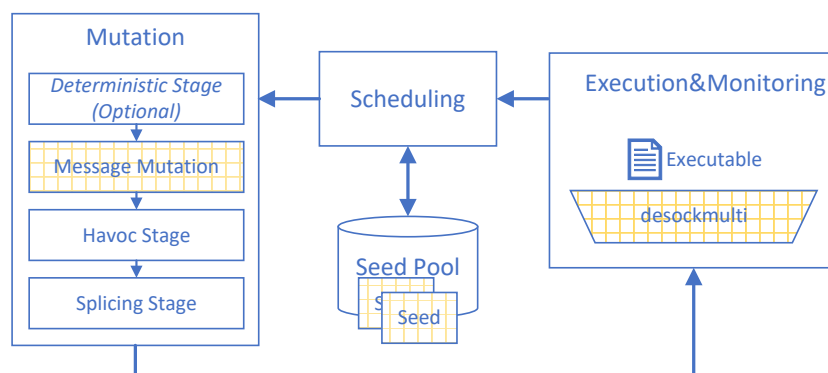 Mutation
Deterministic Stage
(Optional)
Message Mutation
Havoc Stage
Splicing Stage
Scheduling
Seed Pool
Seed
Execution&Monitoring
Executable
desockmulti